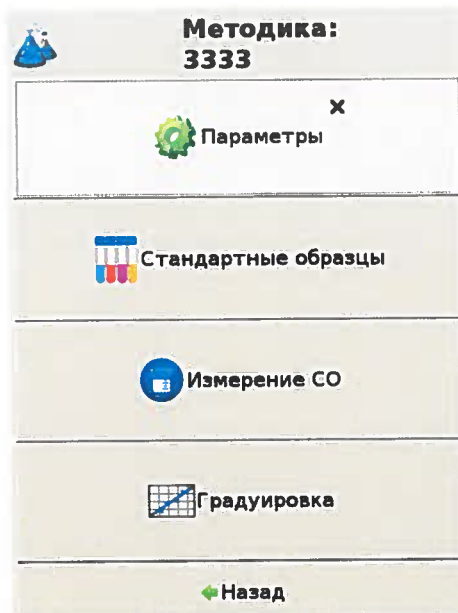 Методика:
3333
Параметры
Стандартные образцы
Измерение СО
Градуировка
Назад